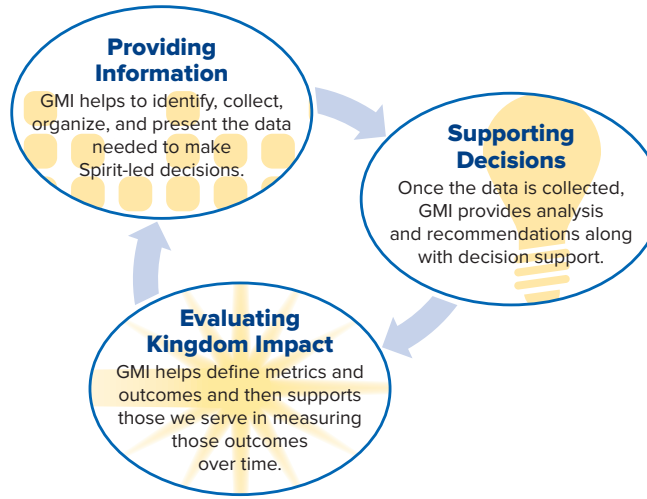 Providing
Information
GMI helps to identify, collect,
organize, and present the data
needed to make
Spirit-led decisions.
Supporting
Decisions
Once the data is collected,
GMI provides analysis
and recommendations along
with decision support.
Evaluating
Kingdom Impact
GMI helps define metrics and
outcomes and then supports
those we serve in measuring
those outcomes
over time.